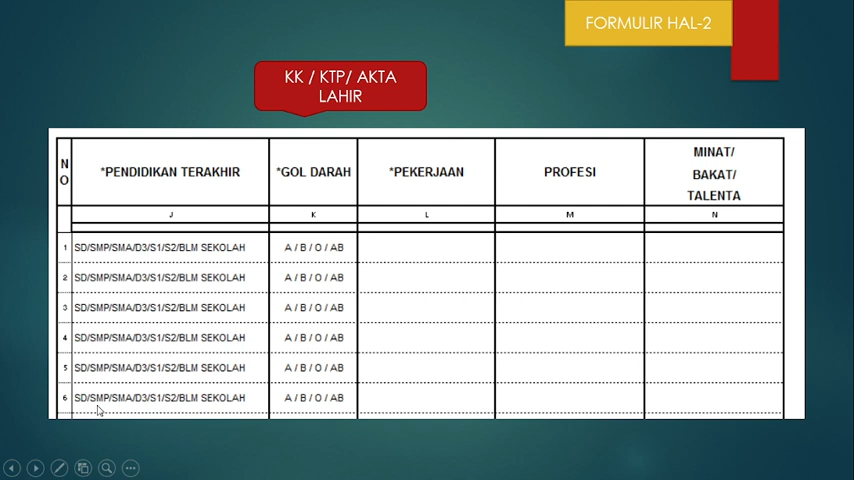 FORMULIR HAL-2
KK / KTP/ AKTA
LAHIR
NO *PENDIDIKAN TERAKHIR *GOL DARAH *PEKERJAAN PROFESI MINAT/ BAKAT/ TALENTA
J K L M N
1 SD/SMP/SMA/D3/S1/S2/BLM SEKOLAH A / B / O / AB
2 SD/SMP/SMA/D3/S1/S2/BLM SEKOLAH A / B / O / AB
3 SD/SMP/SMA/D3/S1/S2/BLM SEKOLAH A / B / O / AB
4 SD/SMP/SMA/D3/S1/S2/BLM SEKOLAH A / B / O / AB
5 SD/SMP/SMA/D3/S1/S2/BLM SEKOLAH A / B / O / AB
6 SD/SMP/SMA/D3/S1/S2/BLM SEKOLAH A / B / O / AB